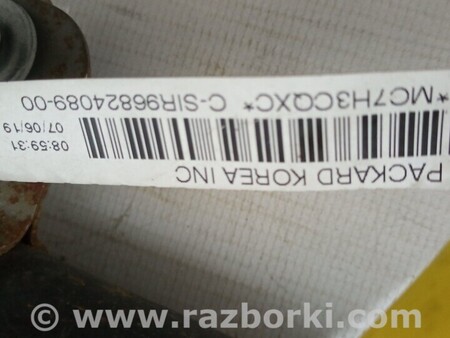 PACKARD KOREA INC
08:59:31
07/06/19
*MC7H3CQXC* C-SIR96824089-00
© www.razborki.com